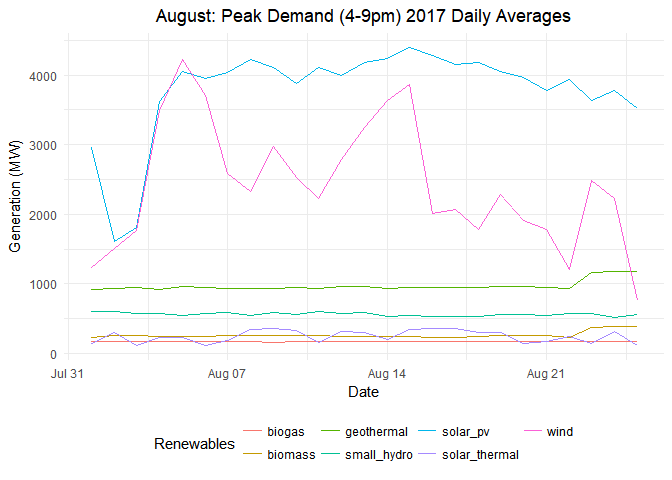 August: Peak Demand (4-9pm) 2017 Daily Averages
Generation (MW)
4000
3000
2000
1000
0
Jul 31 Aug 07 Aug 14 Aug 21
Date
Renewables
biogas geothermal solar_pv wind
biomass small_hydro solar_thermal